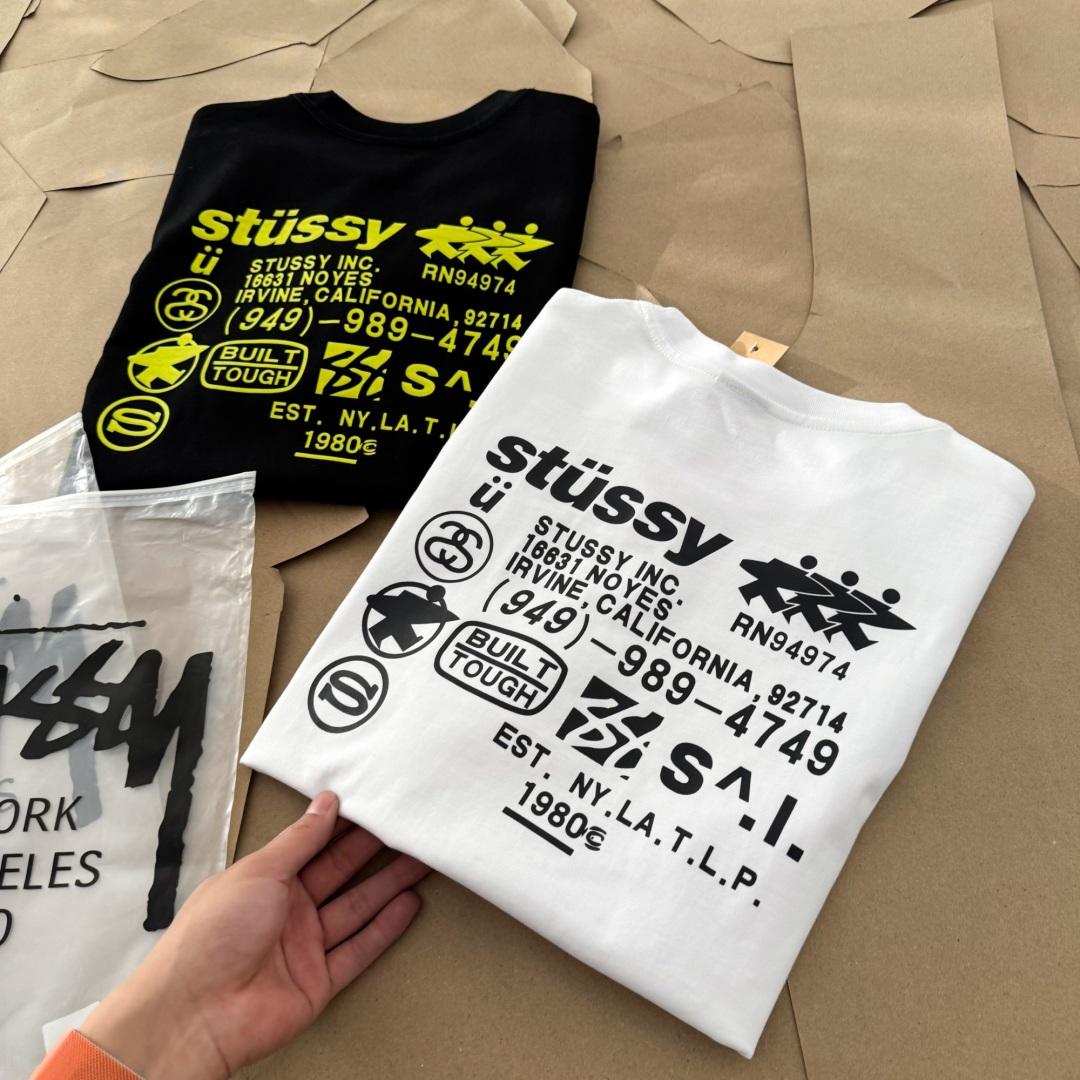 stüssy
ü
RN94974
STUSSY INC.
16631 NOYES
IRVINE, CALIFORNIA, 92714
(949)-989-4749
BUILT
TOUGH
S^.
EST. NY.LA.T.
1980
stüssy
ü
RN94974
STUSSY INC.
16631 NOYES.
IRVINE, CALIFORNIA, 92714
(949)-989-4749
BUILT
TOUGH
S^.I.
EST. NY.LA.T.L.P.
1980
ussy
ORK
ELES
O